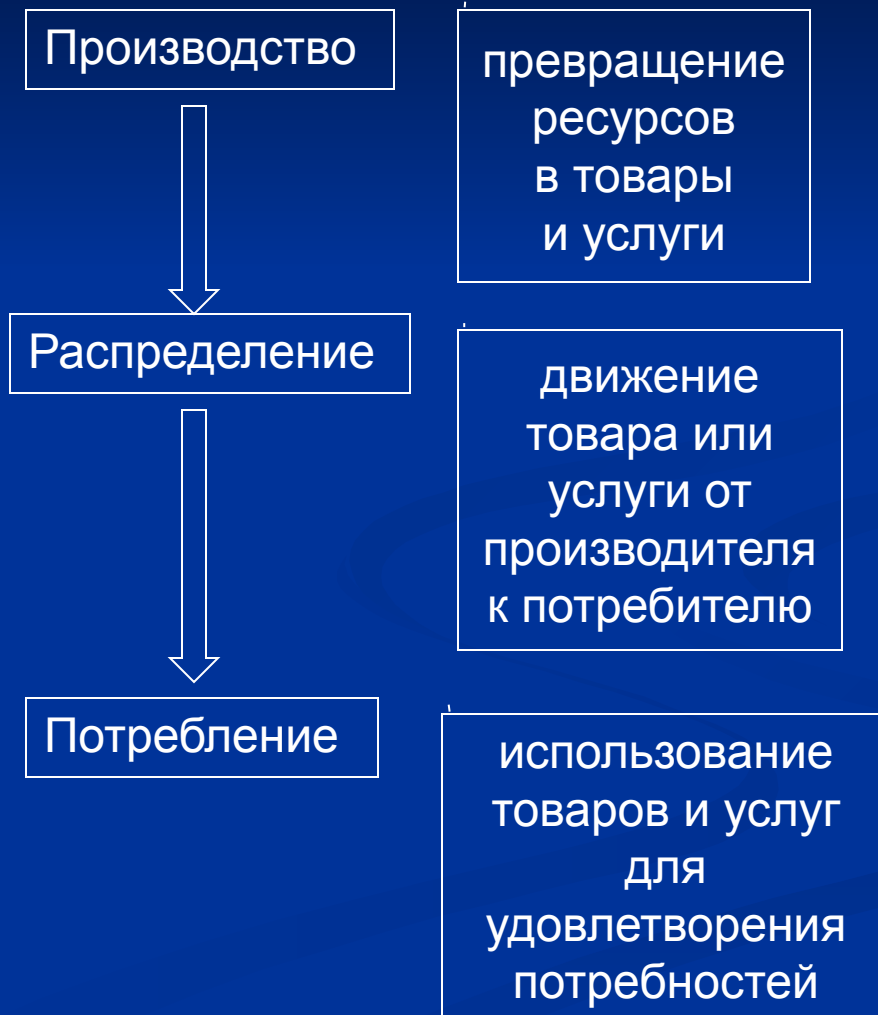 Производство
превращение
ресурсов
в товары
и услуги
Распределение
движение
товара или
услуги от
производителя
к потребителю
Потребление
использование
товаров и услуг
для
удовлетворения
потребностей